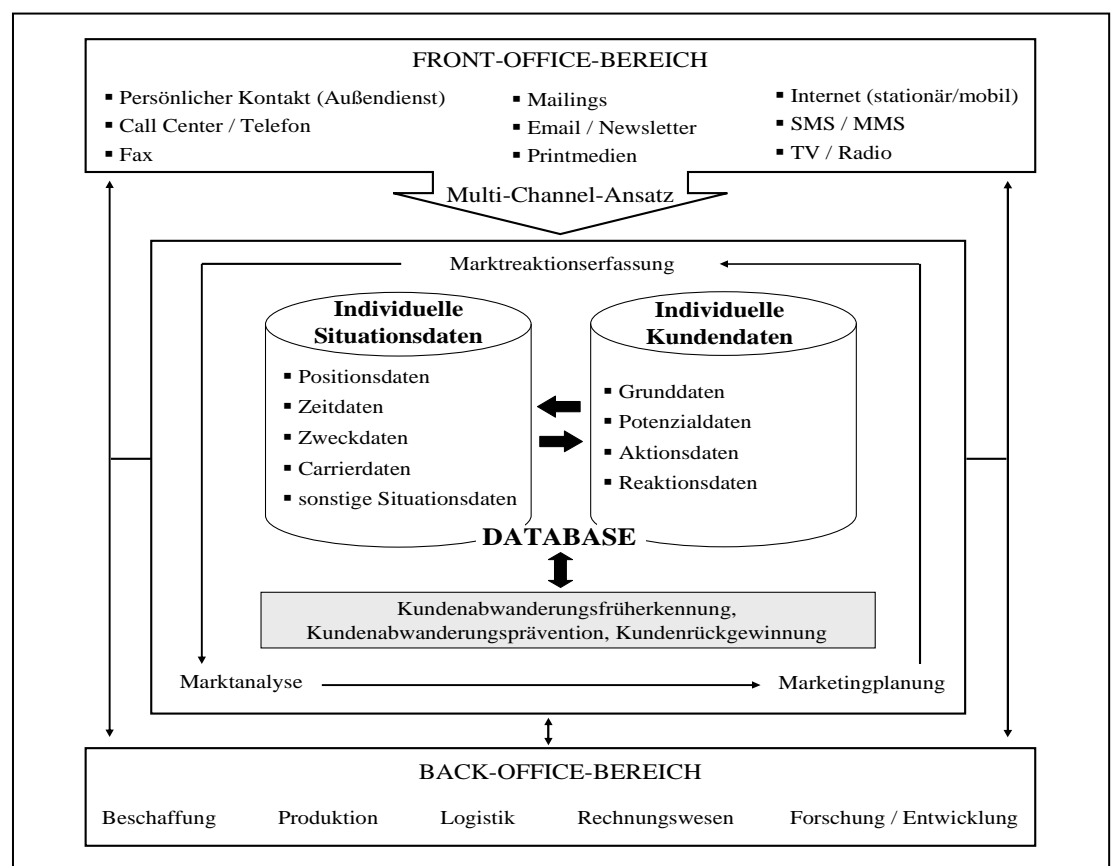 FRONT-OFFICE-BEREICH
▪ Persönlicher Kontakt (Außendienst)
▪ Call Center / Telefon
▪ Fax
▪ Mailings
▪ Email / Newsletter
▪ Printmedien
▪ Internet (stationär/mobil)
▪ SMS / MMS
▪ TV / Radio
Multi-Channel-Ansatz
Marktreaktionserfassung
Individuelle
Situationsdaten
▪ Positionsdaten
▪ Zeitdaten
▪ Zweckdaten
▪ Carrierdaten
▪ sonstige Situationsdaten
Individuelle
Kundendaten
▪ Grunddaten
▪ Potenzialdaten
▪ Aktionsdaten
▪ Reaktionsdaten
DATABASE
Kundenabwanderungsfrüherkennung,
Kundenabwanderungsprävention, Kundenrückgewinnung
Marktanalyse
Marketingplanung
BACK-OFFICE-BEREICH
Beschaffung Produktion Logistik Rechnungswesen Forschung / Entwicklung